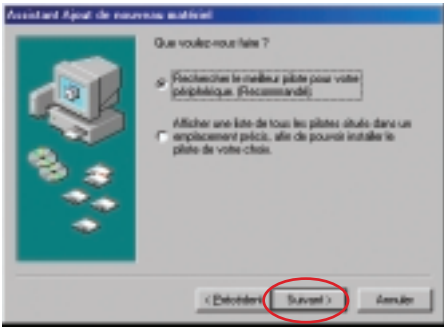 Assistant Ajout de nouveau matériel
Que voulez-vous faire ?
Rechercher le meilleur pilote pour votre
périphérique. (Recommandé)
Afficher une liste de tous les pilotes situés dans un
emplacement précis, afin de pouvoir installer le
pilote de votre choix.
< Précédent
Suivant >
Annuler